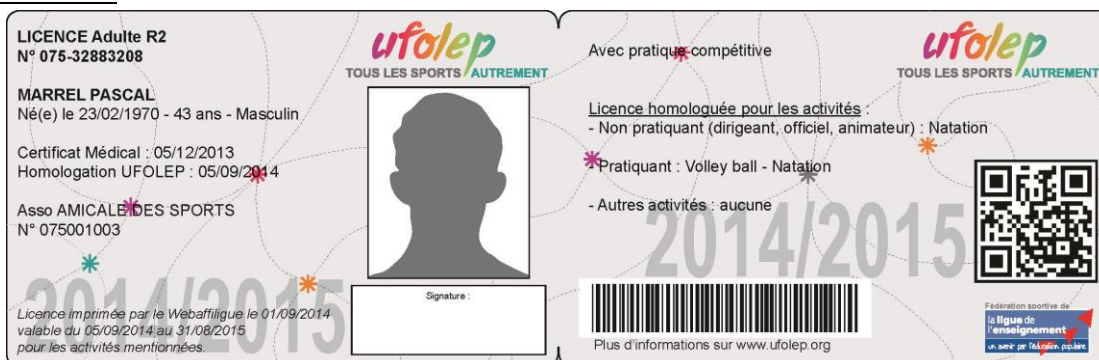 LICENCE Adulte R2
N° 075-32883208
MARREL PASCAL
Né(e) le 23/02/1970 - 43 ans - Masculin
Certificat Médical : 05/12/2013
Homologation UFOLEP : 05/09/2014
Asso AMICALE DES SPORTS
N° 075001003
2014/2015
Licence imprimée par le Webaffiligue le 01/09/2014
valable du 05/09/2014 au 31/08/2015
pour les activités mentionnées.
ufolep
TOUS LES SPORTS AUTREMENT
Signature :
Avec pratique compétitive
ufolep
TOUS LES SPORTS AUTREMENT
Licence homologuée pour les activités :
- Non pratiquant (dirigeant, officiel, animateur) : Natation
- Pratiquant : Volley ball - Natation
- Autres activités : aucune
2014/2015
Plus d'informations sur www.ufolep.org
Fédération sportive de
la ligue de
l'enseignement
un avenir par l'éducation populaire